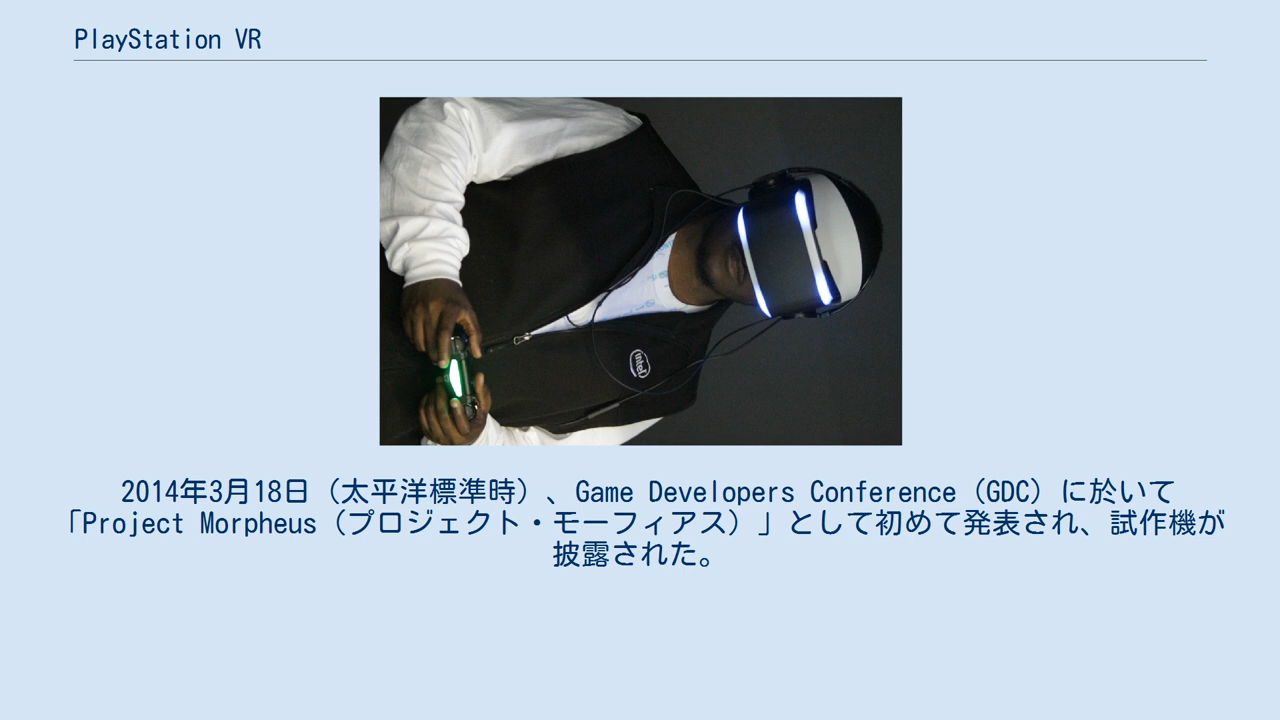 PlayStation VR
intel
2014年3月18日（太平洋標準時）、Game Developers Conference（GDC）に於いて
「Project Morpheus（プロジェクト・モーフィアス）」として初めて発表され、試作機が
披露された。